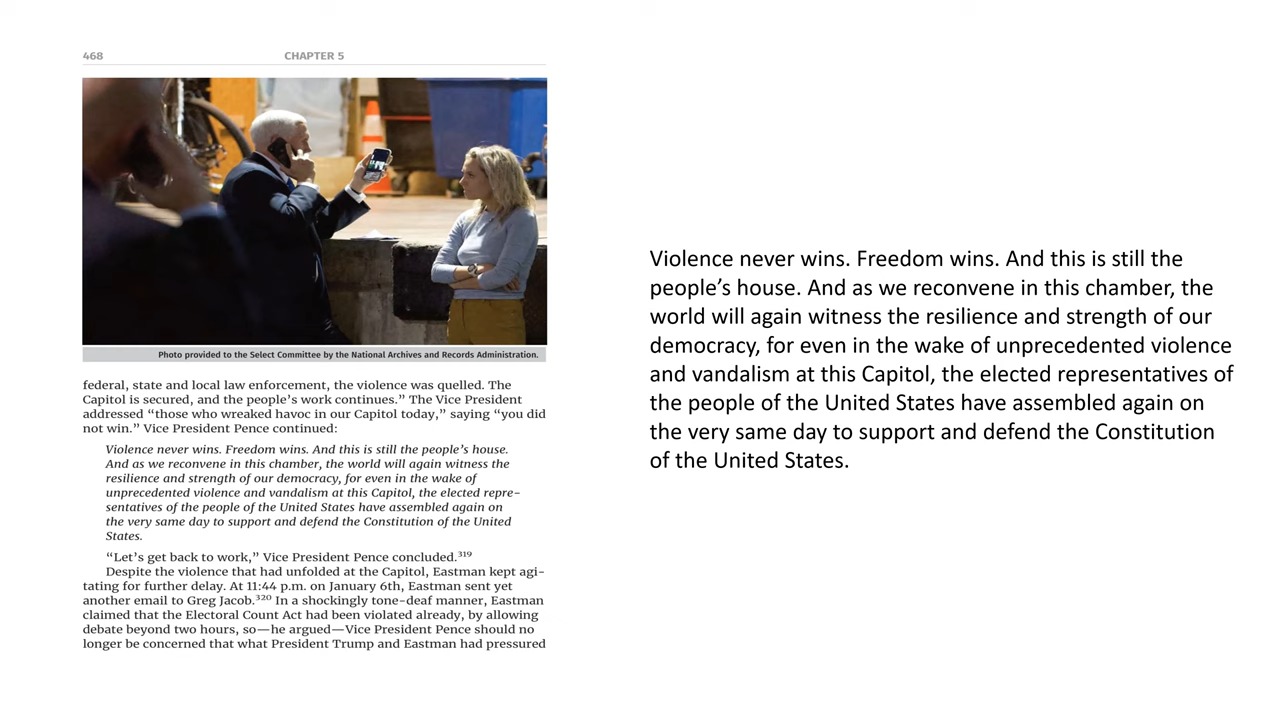 468
CHAPTER 5
Photo provided to the Select Committee by the National Archives and Records Administration.
federal, state and local law enforcement, the violence was quelled. The
Capitol is secured, and the people’s work continues.” The Vice President
addressed “those who wreaked havoc in our Capitol today,” saying “you did
not win.” Vice President Pence continued:
Violence never wins. Freedom wins. And this is still the people’s house.
And as we reconvene in this chamber, the world will again witness the
resilience and strength of our democracy, for even in the wake of
unprecedented violence and vandalism at this Capitol, the elected repre-
sentatives of the people of the United States have assembled again on
the very same day to support and defend the Constitution of the United
States.
“Let’s get back to work,” Vice President Pence concluded.³¹⁹
Despite the violence that had unfolded at the Capitol, Eastman kept agi-
tating for further delay. At 11:44 p.m. on January 6th, Eastman sent yet
another email to Greg Jacob.³²⁰ In a shockingly tone-deaf manner, Eastman
claimed that the Electoral Count Act had been violated already, by allowing
debate beyond two hours, so—he argued—Vice President Pence should no
longer be concerned that what President Trump and Eastman had pressured
Violence never wins. Freedom wins. And this is still the
people’s house. And as we reconvene in this chamber, the
world will again witness the resilience and strength of our
democracy, for even in the wake of unprecedented violence
and vandalism at this Capitol, the elected representatives of
the people of the United States have assembled again on
the very same day to support and defend the Constitution
of the United States.